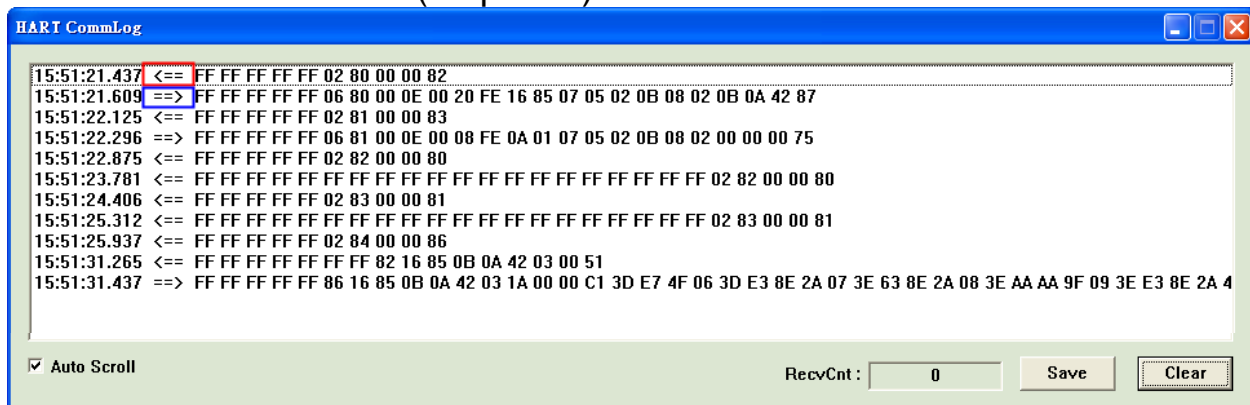 HART CommLog
15:51:21.437 <== FF FF FF FF FF 02 80 00 00 82
15:51:21.609 ==> FF FF FF FF FF 06 80 00 0E 00 20 FE 16 85 07 05 02 0B 08 02 0B 0A 42 87
15:51:22.125 <== FF FF FF FF FF 02 81 00 00 83
15:51:22.296 ==> FF FF FF FF FF 06 81 00 0E 00 08 FE 0A 01 07 05 02 0B 08 02 00 00 00 75
15:51:22.875 <== FF FF FF FF FF 02 82 00 00 80
15:51:23.781 <== FF FF FF FF FF FF FF FF FF FF FF FF FF FF FF FF FF FF FF FF 02 82 00 00 80
15:51:24.406 <== FF FF FF FF FF 02 83 00 00 81
15:51:25.312 <== FF FF FF FF FF FF FF FF FF FF FF FF FF FF FF FF FF FF FF FF 02 83 00 00 81
15:51:25.937 <== FF FF FF FF FF 02 84 00 00 86
15:51:31.265 <== FF FF FF FF FF FF FF 82 16 85 0B 0A 42 03 00 51
15:51:31.437 ==> FF FF FF FF FF 86 16 85 0B 0A 42 03 1A 00 00 C1 3D E7 4F 06 3D E3 8E 2A 07 3E 63 8E 2A 08 3E AA AA 9F 09 3E E3 8E 2A 4
Auto Scroll
RecvCnt : 0 Save Clear